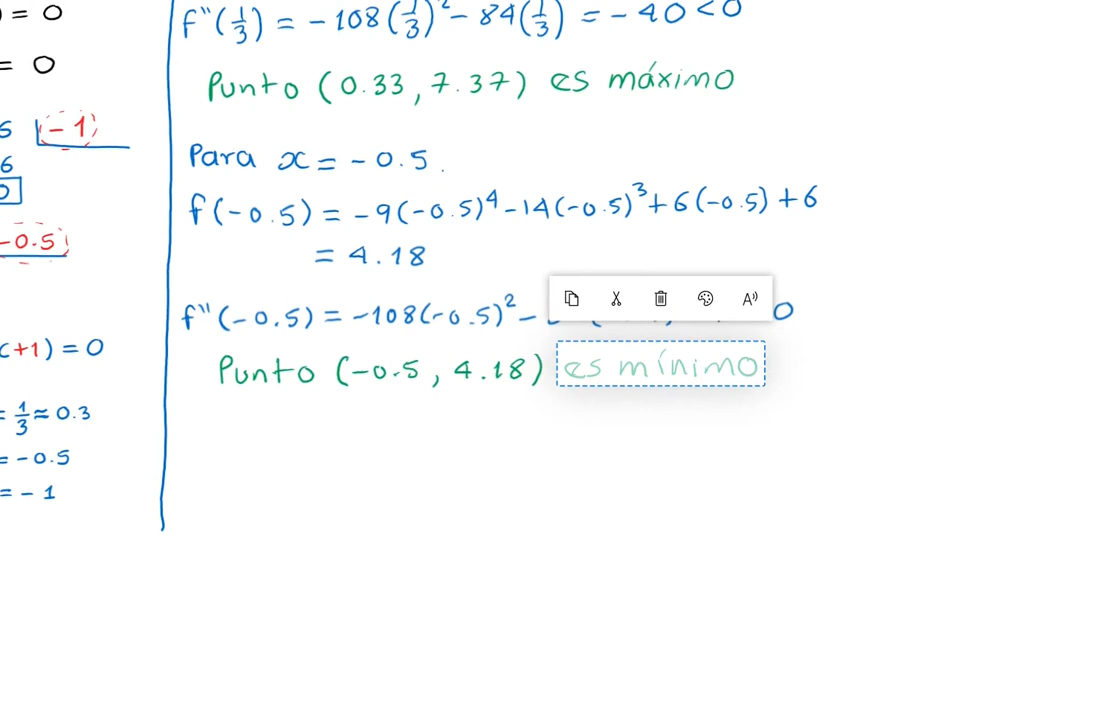 ) = 0
= 0
5 | -1
6
0
-0.5
x+1) = 0
= 1/3 ≈ 0.3
= -0.5
= -1
f''(1/3) = -108(1/3)² - 84(1/3) = -40 < 0
Punto (0.33, 7.37) es máximo
Para x = -0.5.
f(-0.5) = -9(-0.5)⁴ - 14(-0.5)³ + 6(-0.5) + 6
= 4.18
f''(-0.5) = -108(-0.5)² - 0
Punto (-0.5, 4.18) es mínimo